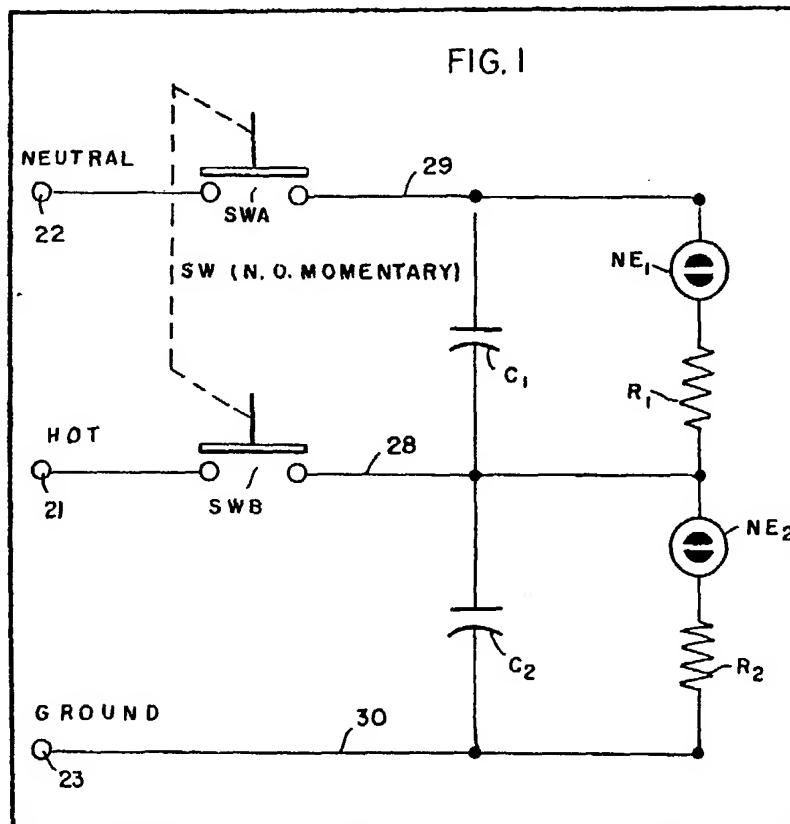 FIG. 1
NEUTRAL
22
SWA
29
NE1
SW (N.O. MOMENTARY)
C1
R1
HOT
21
SWB
28
NE2
C2
R2
GROUND
23
30